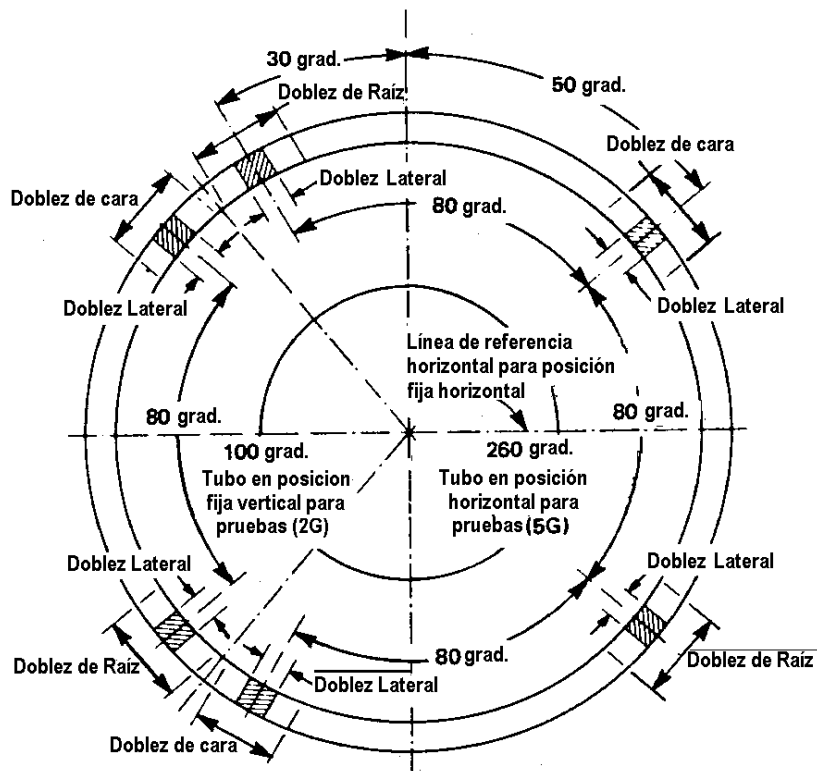 30 grad.
50 grad.
Doblez de Raíz
Doblez de cara
Doblez Lateral
Doblez de cara
80 grad.
Doblez Lateral
Doblez Lateral
Línea de referencia
horizontal para posición
fija horizontal
80 grad.
80 grad.
100 grad.
260 grad.
Tubo en posicion
fija vertical para
pruebas (2G)
Tubo en posición
horizontal para
pruebas (5G)
Doblez Lateral
Doblez Lateral
Doblez de Raíz
80 grad.
Doblez de Raíz
Doblez Lateral
Doblez de cara